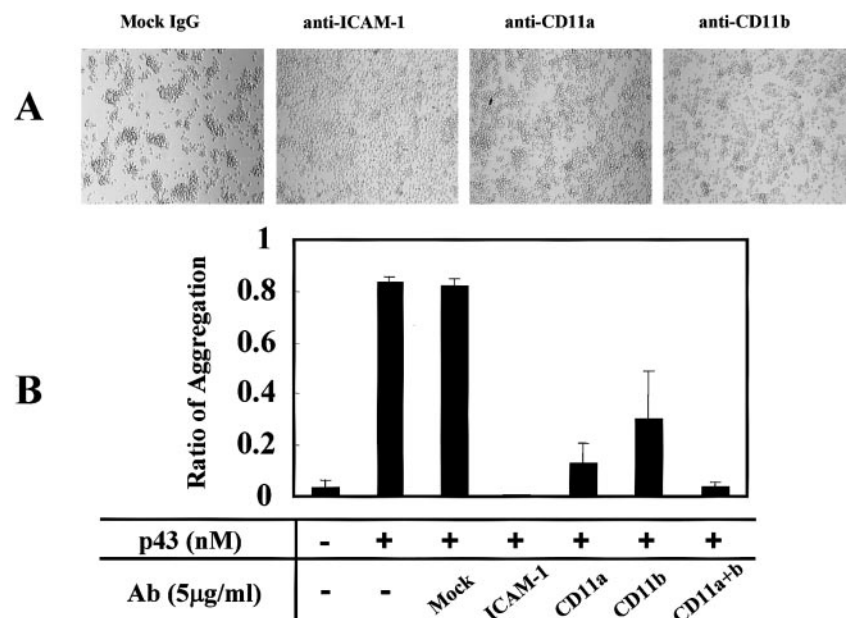 Mock IgG anti-ICAM-1 anti-CD11a anti-CD11b
A
B
Ratio of Aggregation
1
0.8
0.6
0.4
0.2
0
p43 (nM) - + + + + + +
Ab (5μg/ml) - - Mock ICAM-1 CD11a CD11b CD11a+b